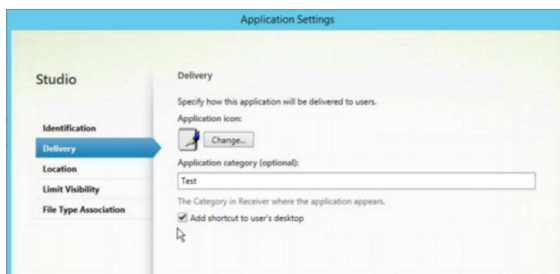 Application Settings
Studio
Identification
Delivery
Location
Limit Visibility
File Type Association
Delivery
Specify how this application will be delivered to users.
Application icon:
Change...
Application category (optional):
Test
The Category in Receiver where the application appears.
Add shortcut to user's desktop